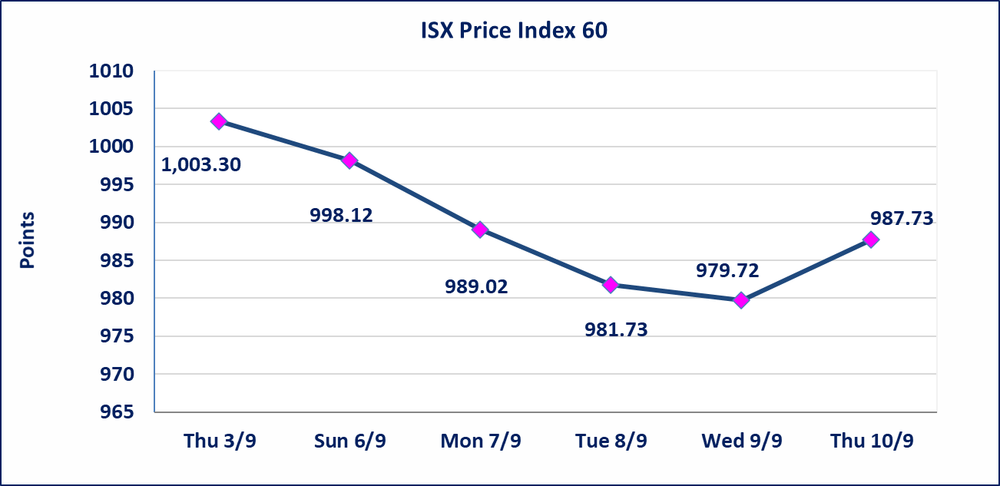 ISX Price Index 60
Points
1010
1005
1000
995
990
985
980
975
970
965
1,003.30
998.12
989.02
981.73
979.72
987.73
Thu 3/9
Sun 6/9
Mon 7/9
Tue 8/9
Wed 9/9
Thu 10/9